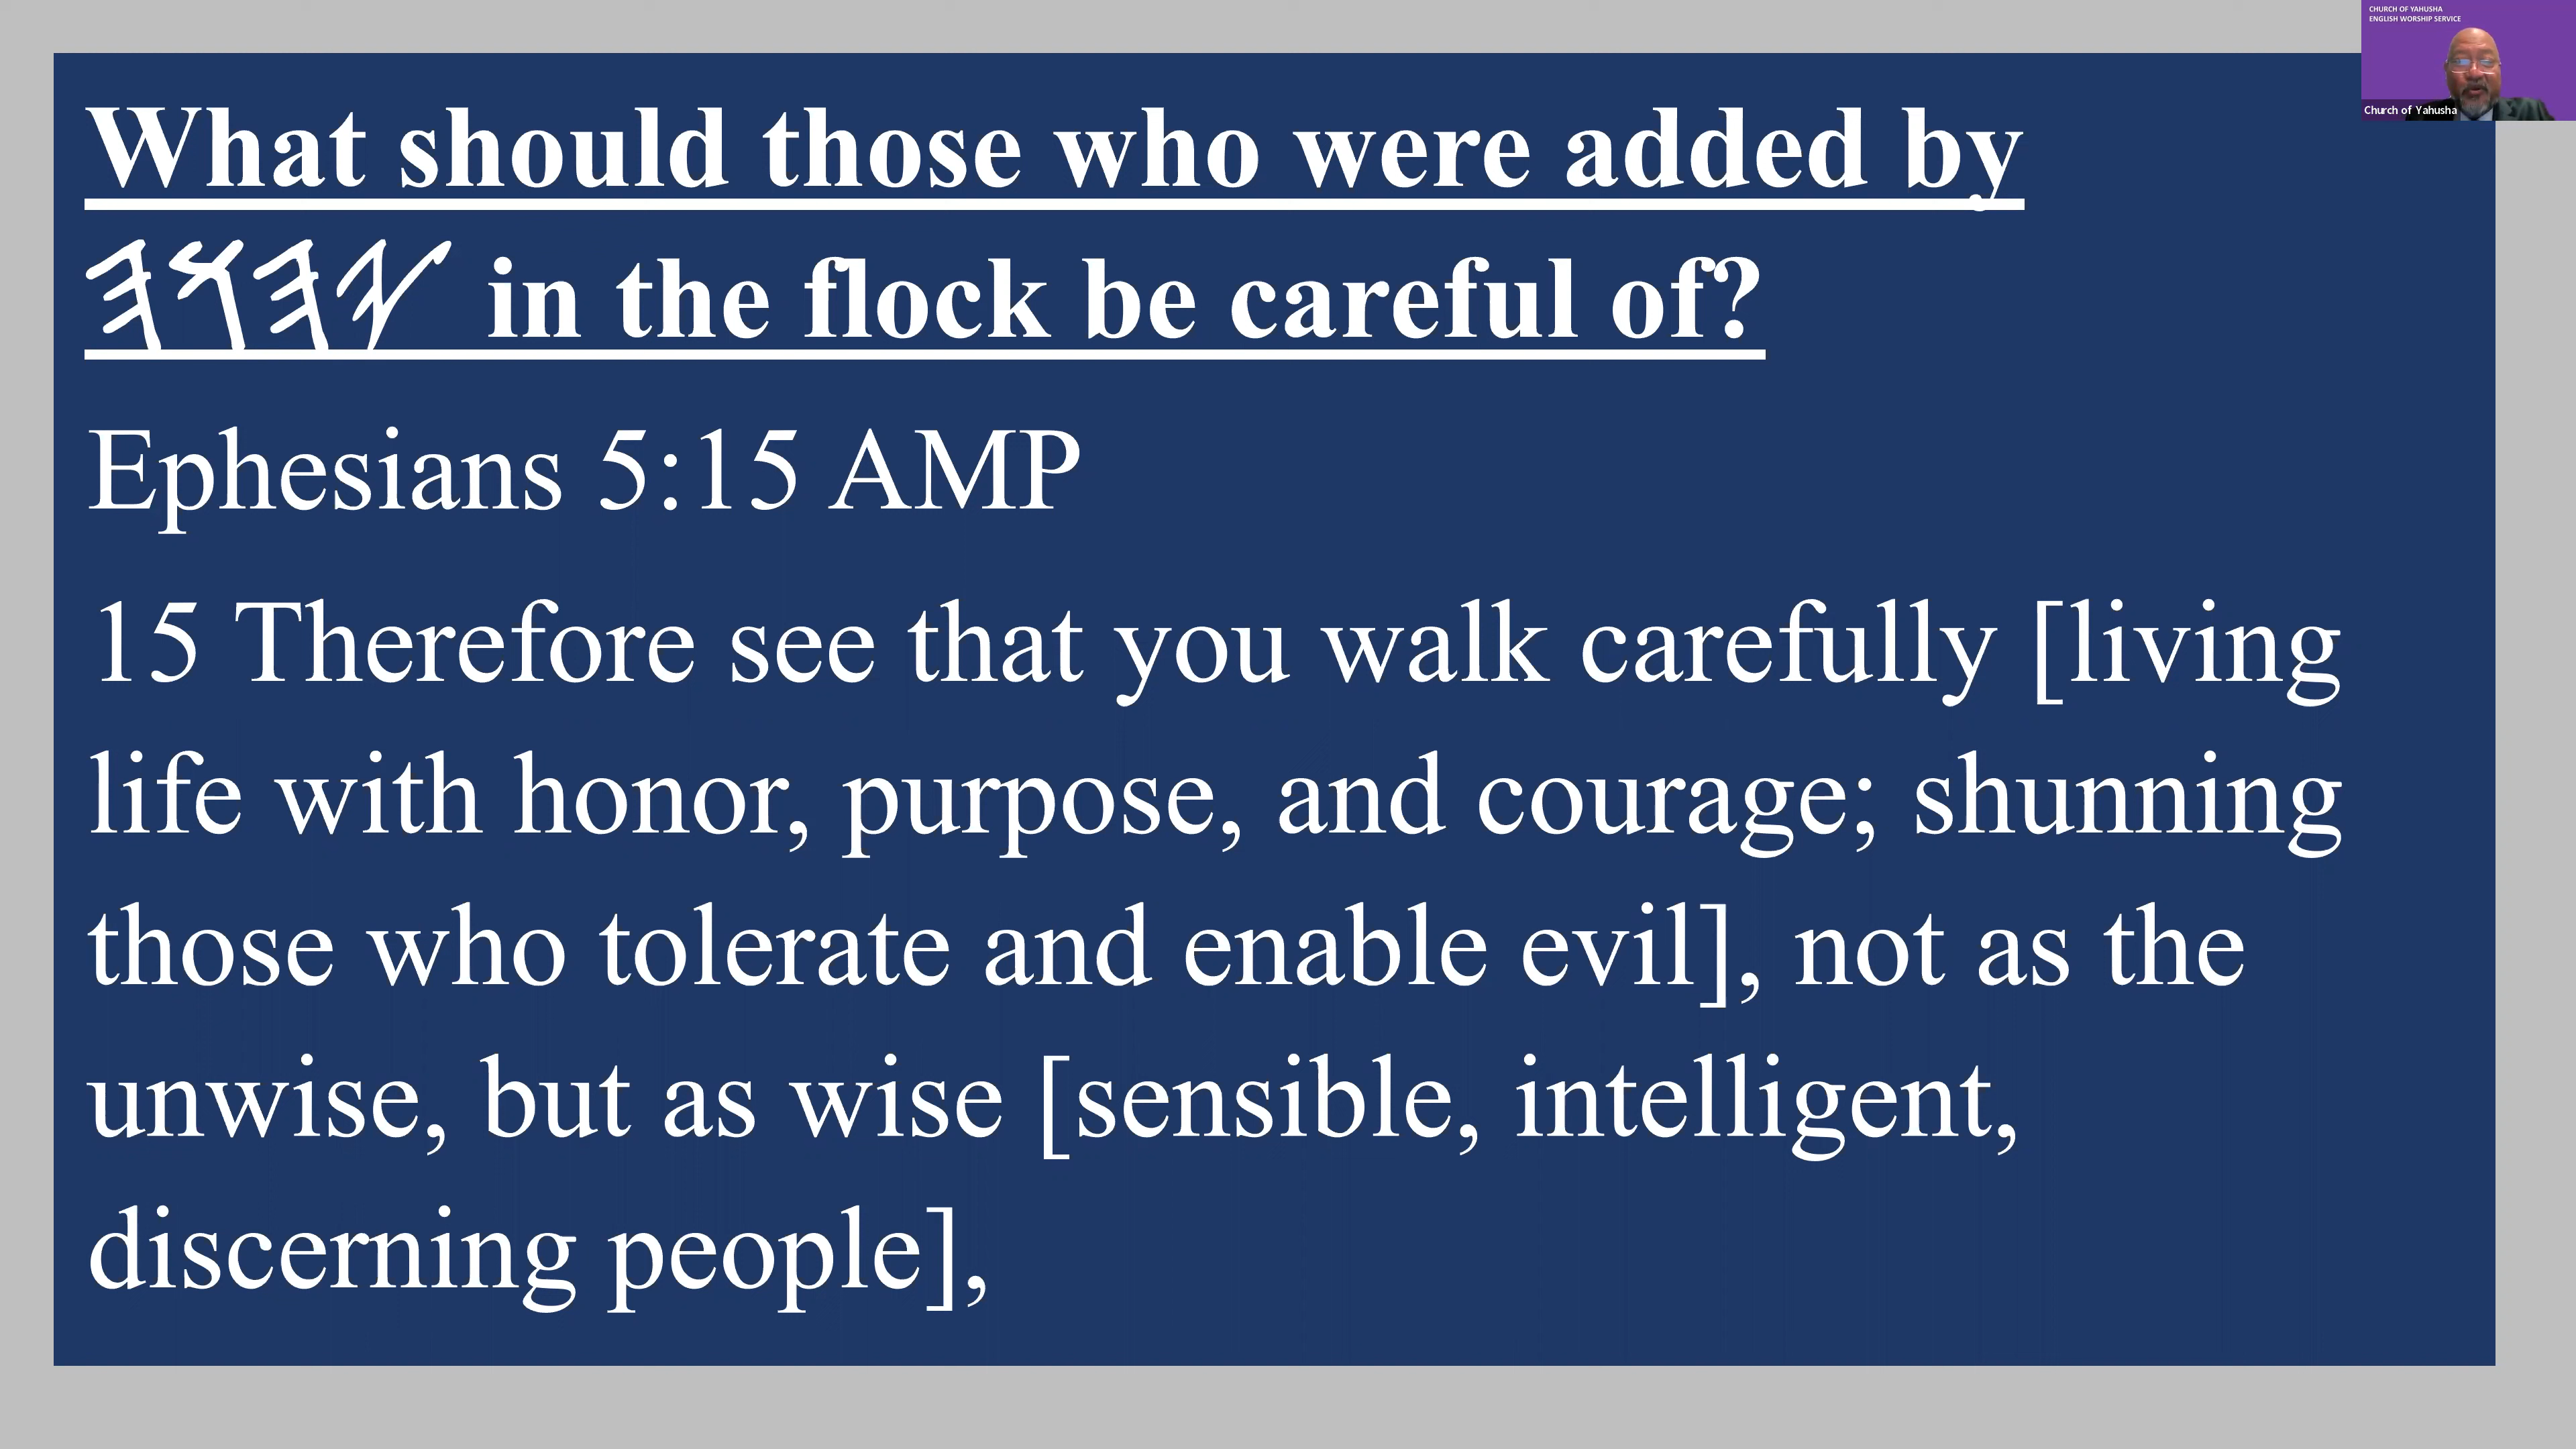 What should those who were added by
𐤉𐤄𐤅𐤄 in the flock be careful of?
Ephesians 5:15 AMP
15 Therefore see that you walk carefully [living
life with honor, purpose, and courage; shunning
those who tolerate and enable evil], not as the
unwise, but as wise [sensible, intelligent,
discerning people],
CHURCH OF YAHUSHA
ENGLISH WORSHIP SERVICE
Church of Yahusha